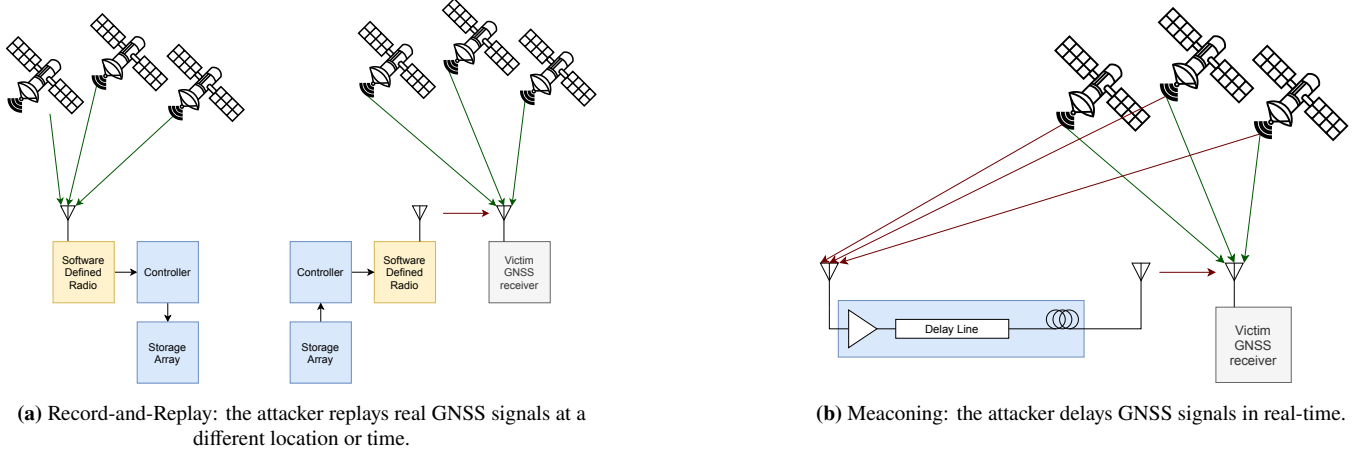 Software
Defined
Radio
Controller
Storage
Array
Controller
Storage
Array
Software
Defined
Radio
Victim
GNSS
receiver
(a) Record-and-Replay: the attacker replays real GNSS signals at a
different location or time.
Delay Line
Victim
GNSS
receiver
(b) Meaconing: the attacker delays GNSS signals in real-time.